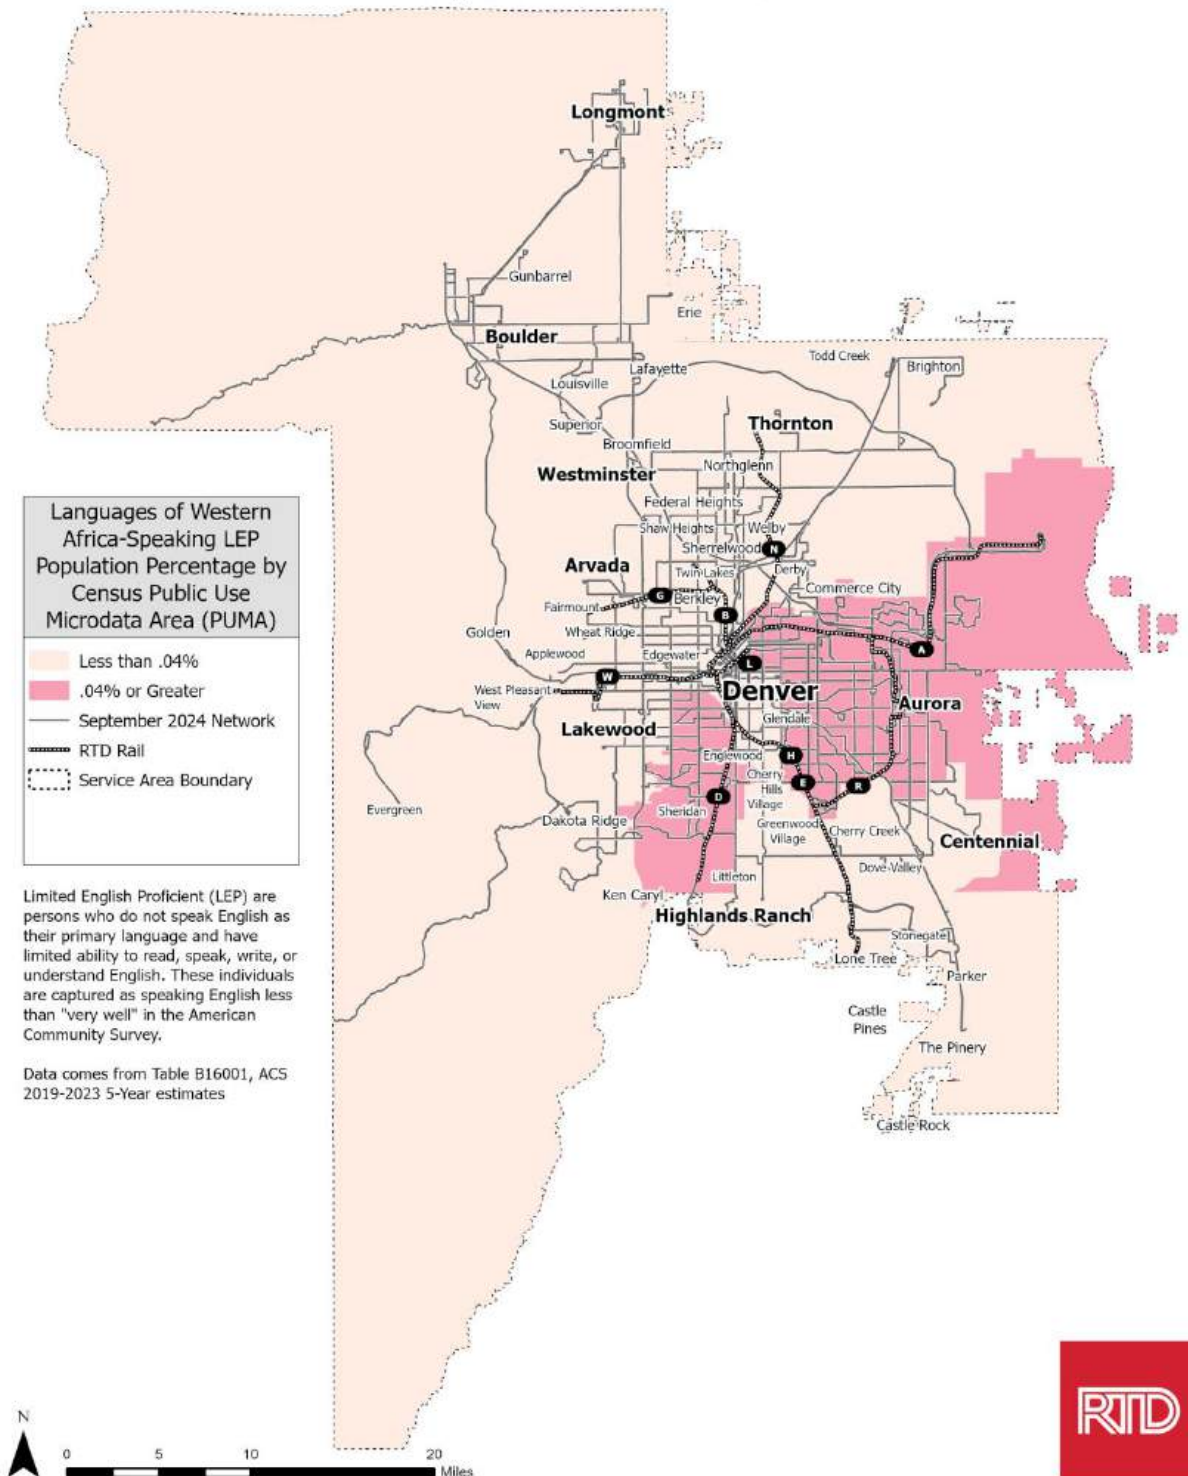 Longmont
Gunbarrel
Erie
Boulder
Todd Creek
Brighton
Lafayette
Louisville
Superior
Thornton
Broomfield
Westminster
Northglenn
Federal Heights
Shaw Heights
Welby
Sherrelwood
N
Arvada
Twin Lakes
Derby
Commerce City
G
Berkley
Fairmount
B
Golden
Wheat Ridge
A
Applewood
Edgewater
L
W
West Pleasant
View
Denver
Aurora
Lakewood
Glendale
Englewood
H
Cherry
Hills
Village
E
R
D
Evergreen
Sheridan
Dakota Ridge
Greenwood
Village
Cherry Creek
Centennial
Dove Valley
Littleton
Ken Caryl
Highlands Ranch
Stonegate
Lone Tree
Parker
Castle
Pines
The Pinery
Castle Rock
Languages of Western
Africa-Speaking LEP
Population Percentage by
Census Public Use
Microdata Area (PUMA)
Less than .04%
.04% or Greater
September 2024 Network
RTD Rail
Service Area Boundary
Limited English Proficient (LEP) are
persons who do not speak English as
their primary language and have
limited ability to read, speak, write, or
understand English. These individuals
are captured as speaking English less
than "very well" in the American
Community Survey.
Data comes from Table B16001, ACS
2019-2023 5-Year estimates
N
0 5 10 20
Miles
RTD